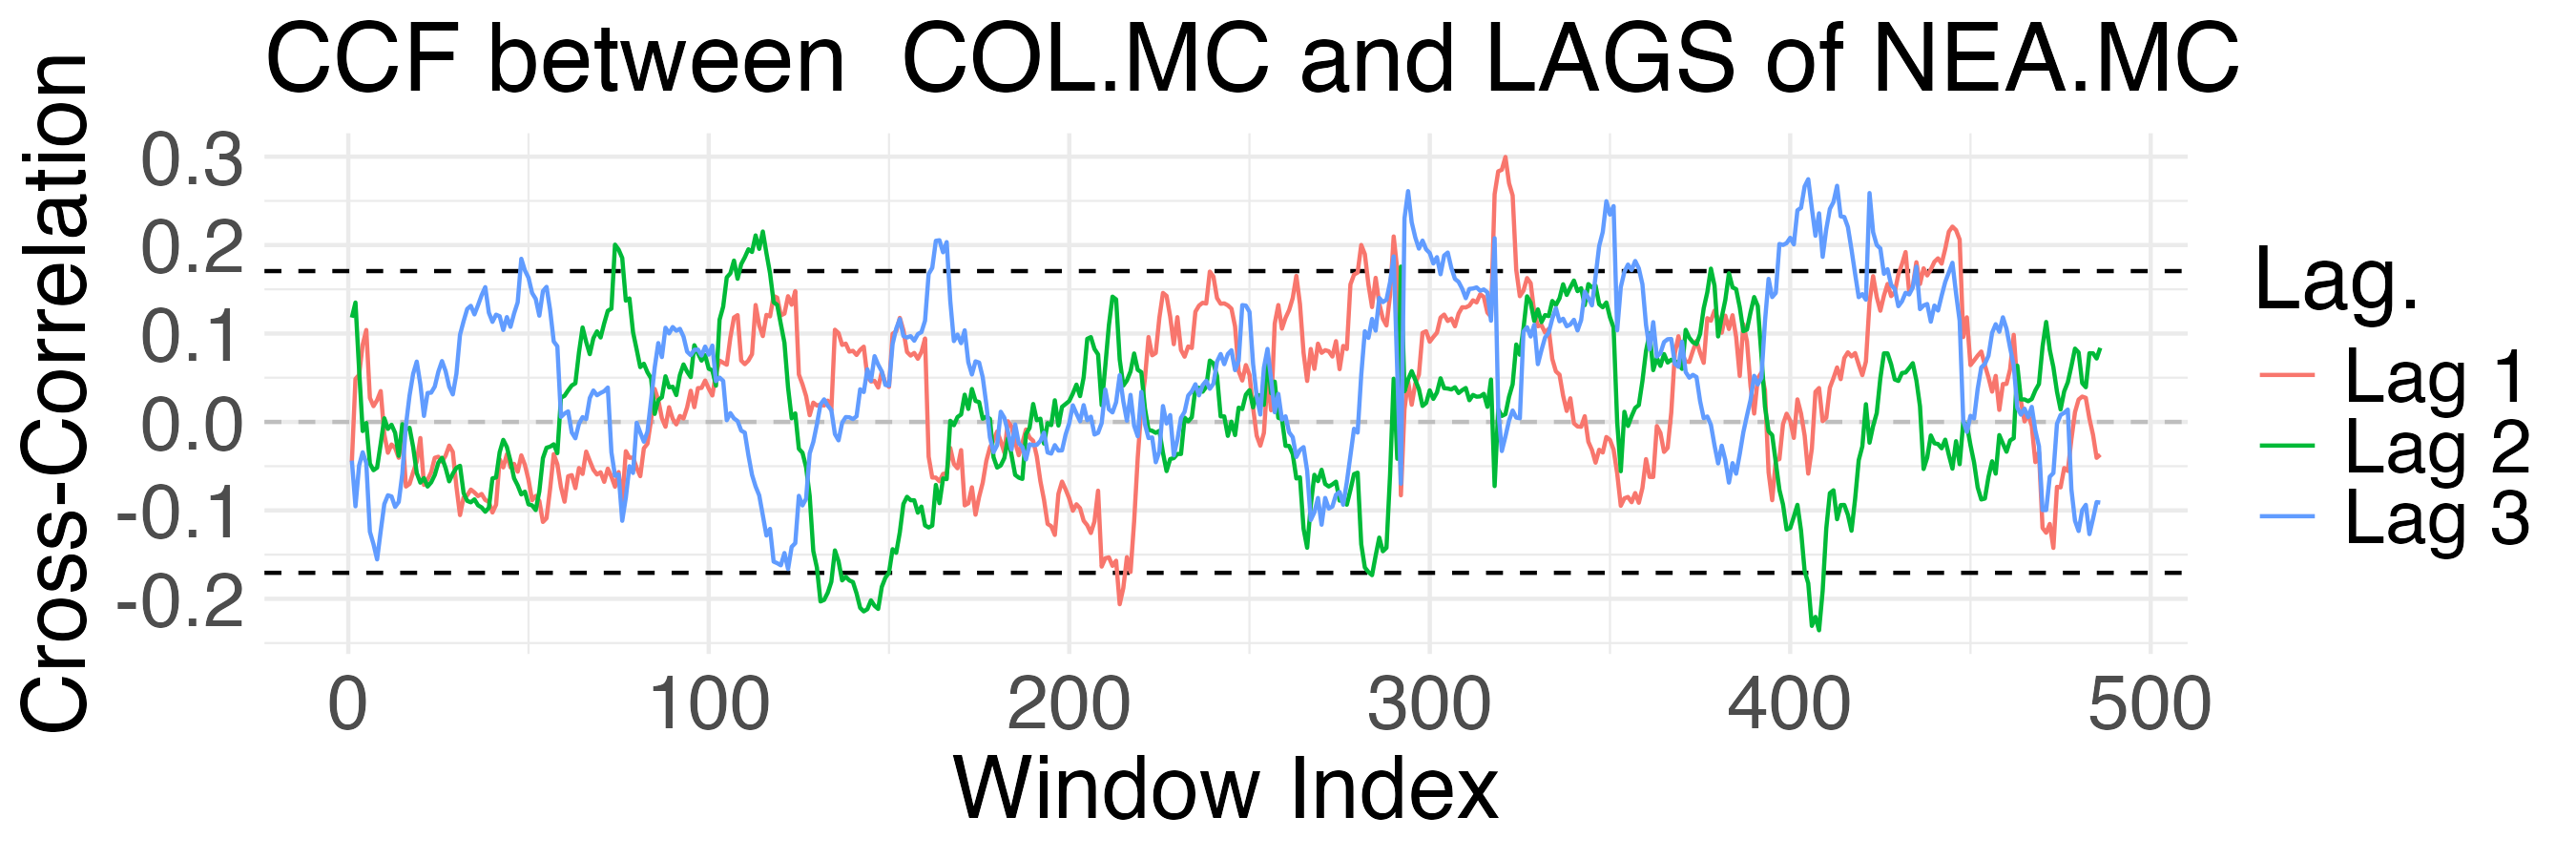 CCF between  COL.MC and LAGS of NEA.MC
Cross-Correlation
0.3
0.2
0.1
0.0
-0.1
-0.2
0 100 200 300 400 500
Window Index
Lag.
Lag 1
Lag 2
Lag 3